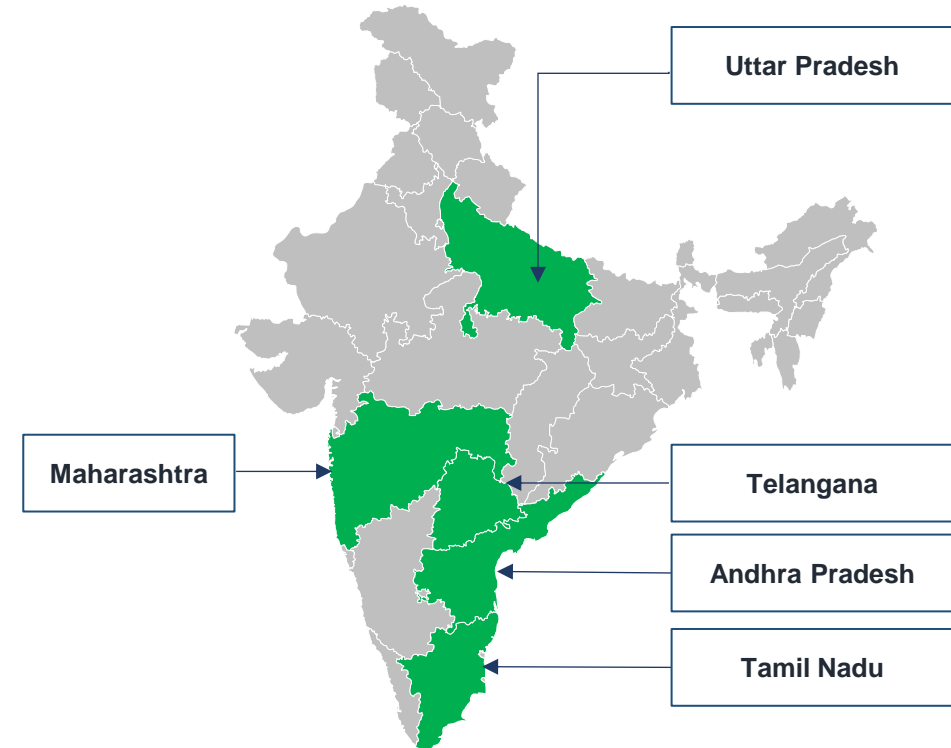 Uttar Pradesh
Maharashtra
Telangana
Andhra Pradesh
Tamil Nadu